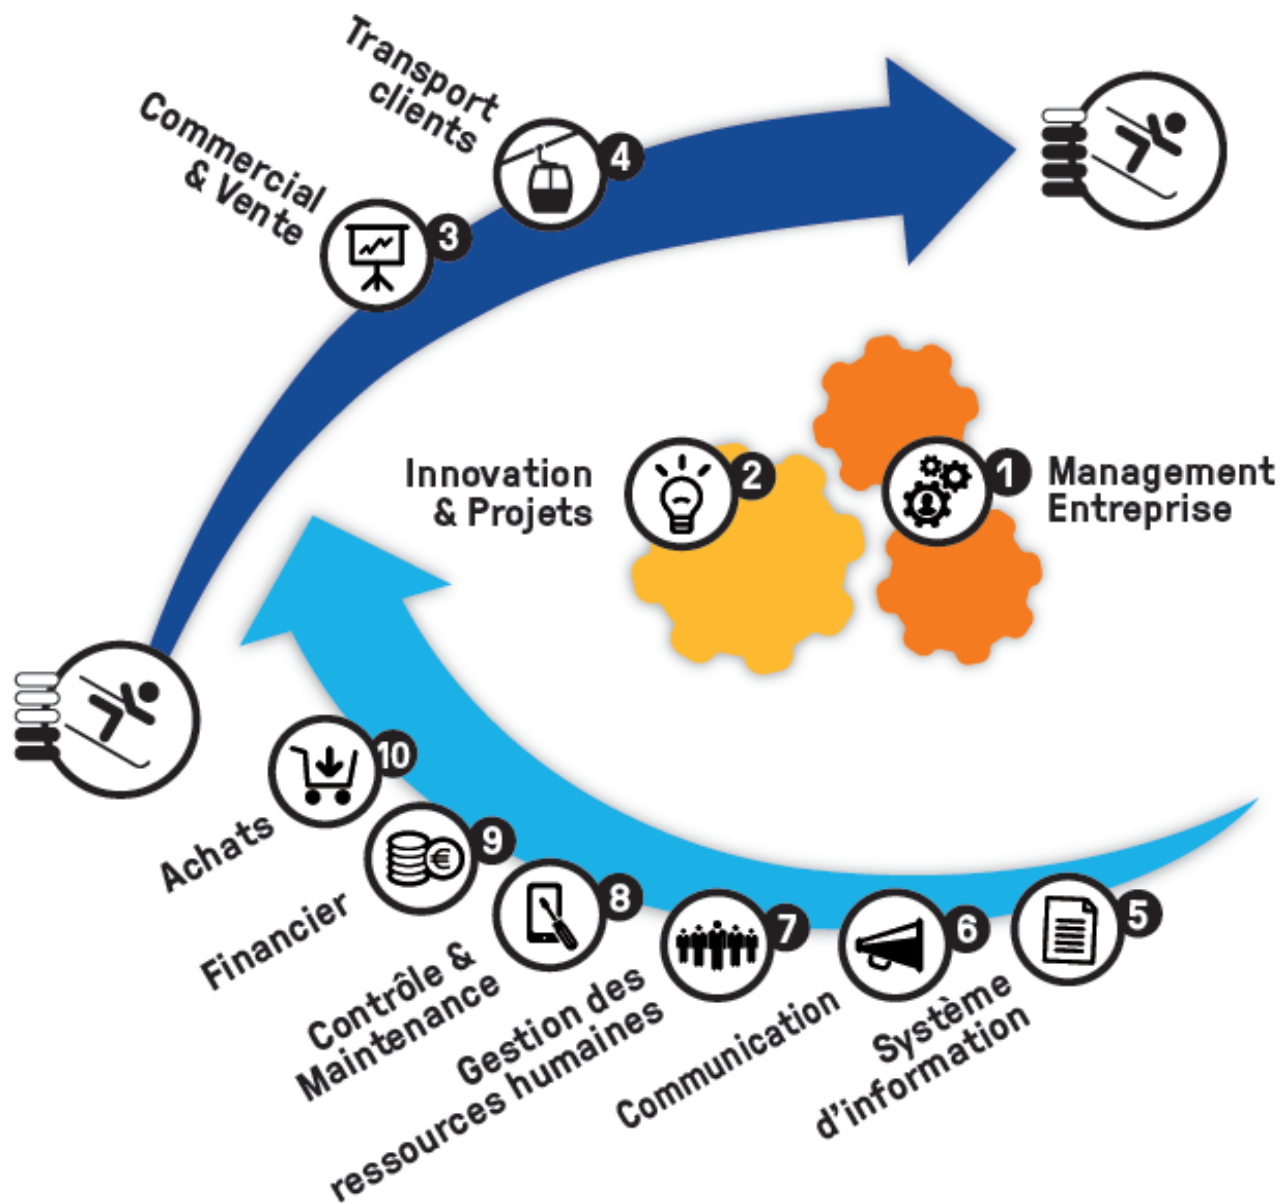 Transport
clients
4
Commercial
& Vente
3
Innovation
& Projets
2
1
Management
Entreprise
10
Achats
9
Financier
8
Contrôle &
Maintenance
7
Gestion des
ressources humaines
6
Communication
5
Système
d'information
€